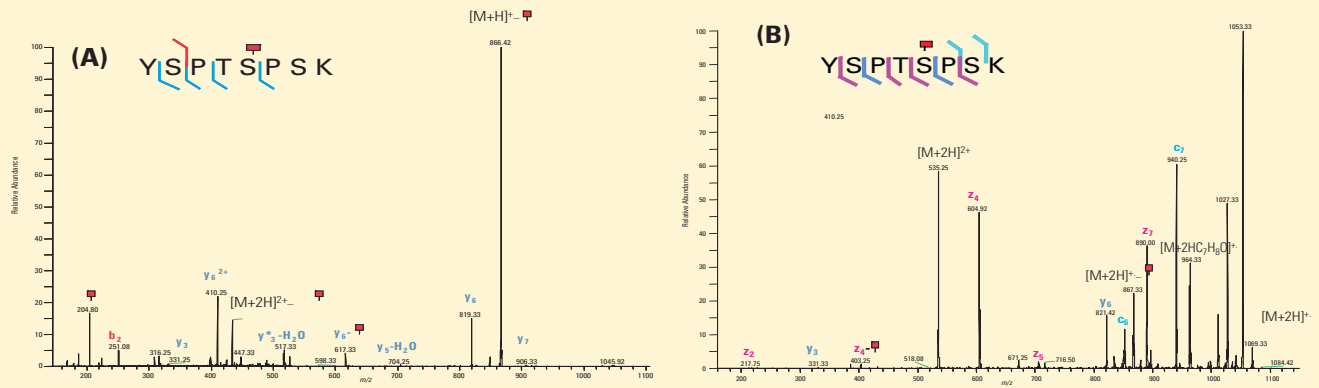 [M+H]⁺–
866.42
(A)
Y S P T S P S K
100
90
80
70
60
50
40
30
20
10
0
Relative Abundance
204.80
b₂
251.08
316.25
y₃
331.25
y₆ ²⁺
410.25
[M+2H]²⁺–
447.33
y*₃-H₂O
517.33
598.33
y₆-
617.33
y₅-H₂O
704.25
y₆
819.33
y₇
906.33
1045.92
200
300
400
500
600
700
800
900
1000
1100
m/z
(B)
Y S P T S P S K
1053.33
100
90
80
70
60
50
40
30
20
10
0
Relative Abundance
410.25
[M+2H]²⁺
535.25
z₄
604.92
c₇
940.25
1027.33
z₇
890.00
[M+2HC₇H₈O]⁺·
964.33
[M+2H]⁺·–
867.33
y₆
821.42
c₆
[M+2H]⁺·
1069.33
z₂
217.75
y₃
331.33
z₄-
403.25
518.08
671.25
z₅
716.50
1084.42
200
300
400
500
600
700
800
900
1000
1100
m/z